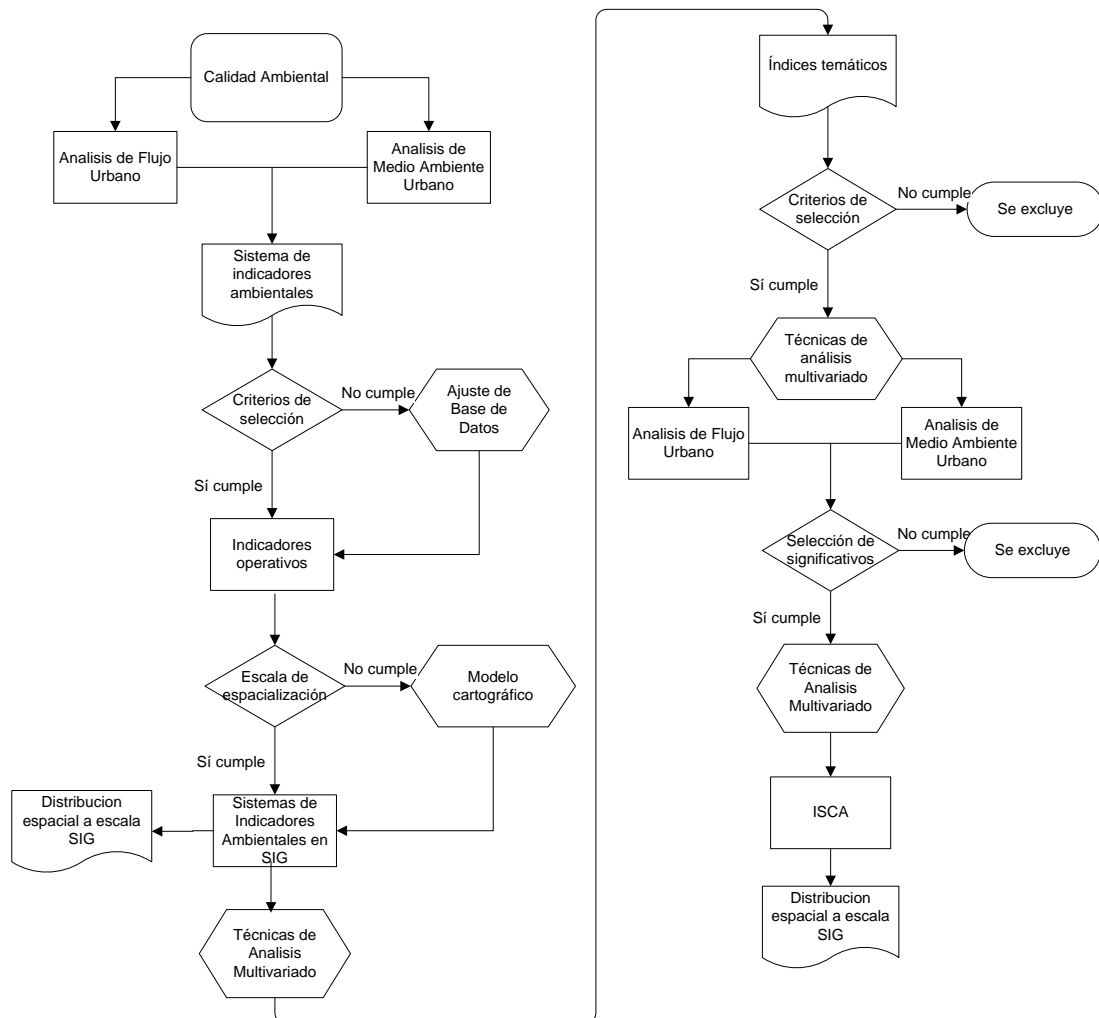 Calidad Ambiental
Analisis de Flujo
Urbano
Analisis de
Medio Ambiente
Urbano
Sistema de
indicadores
ambientales
Criterios de
selección
No cumple
Ajuste de
Base de
Datos
Sí cumple
Indicadores
operativos
Escala de
espacialización
No cumple
Modelo
cartográfico
Sí cumple
Distribucion
espacial a escala
SIG
Sistemas de
Indicadores
Ambientales en
SIG
Técnicas de
Analisis
Multivariado
Índices temáticos
Criterios de
selección
No cumple
Se excluye
Sí cumple
Técnicas de
análisis
multivariado
Analisis de Flujo
Urbano
Analisis de
Medio Ambiente
Urbano
Selección de
significativos
No cumple
Se excluye
Sí cumple
Técnicas de
Analisis
Multivariado
ISCA
Distribucion
espacial a escala
SIG